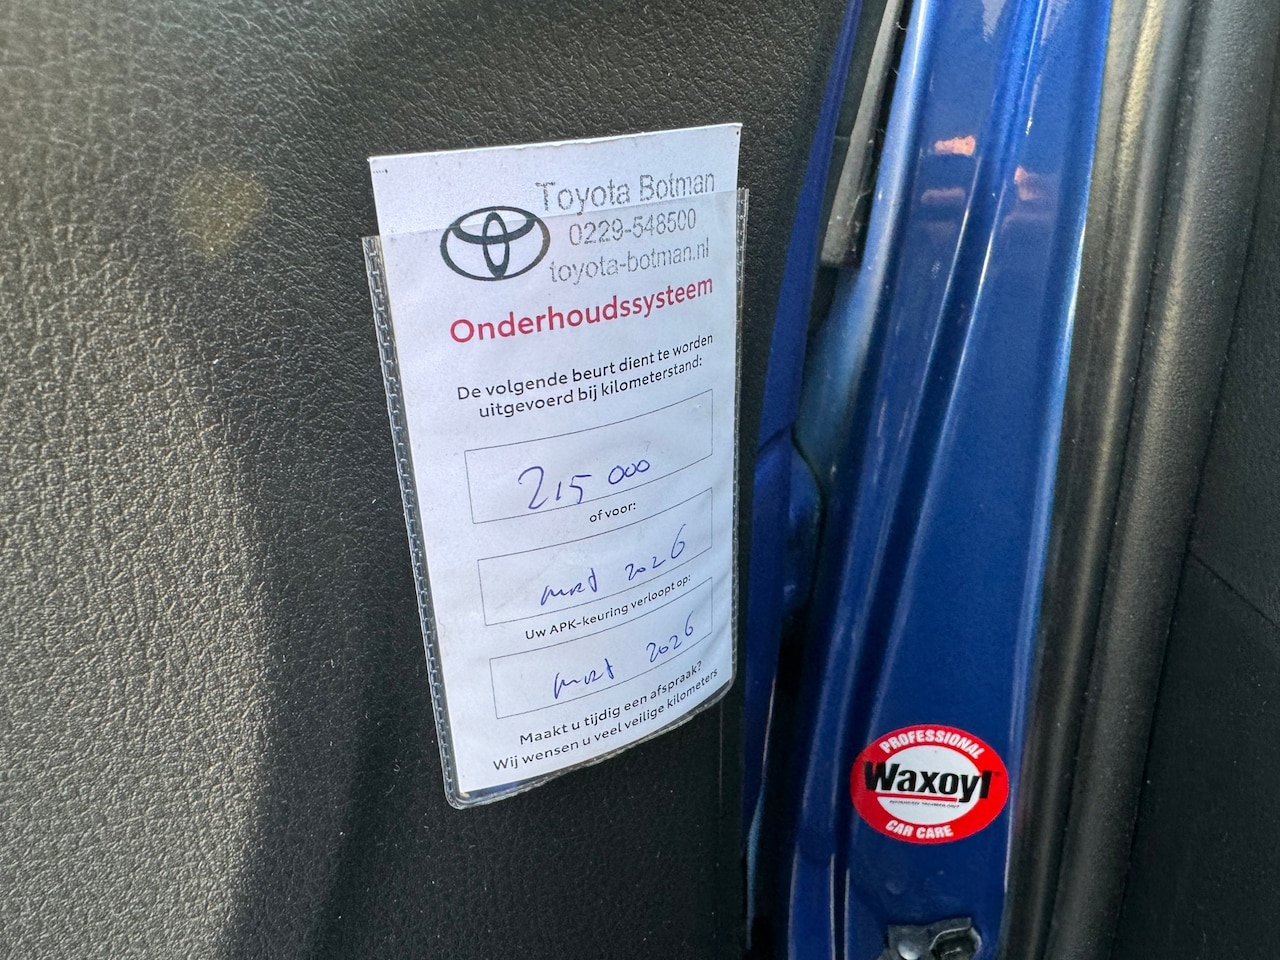 Toyota Botman
0229-548500
toyota-botman.nl
Onderhoudssysteem
De volgende beurt dient te worden
uitgevoerd bij kilometerstand:
215 000
of voor:
mrt 2026
Uw APK-keuring verloopt op:
mrt 2026
Maakt u tijdig een afspraak?
Wij wensen u veel veilige kilometers
PROFESSIONAL
Waxoyl
CAR CARE